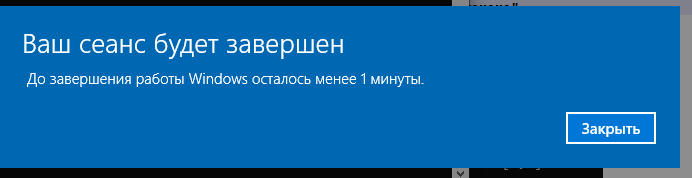 Ваш сеанс будет завершен
До завершения работы Windows осталось менее 1 минуты.
Закрыть